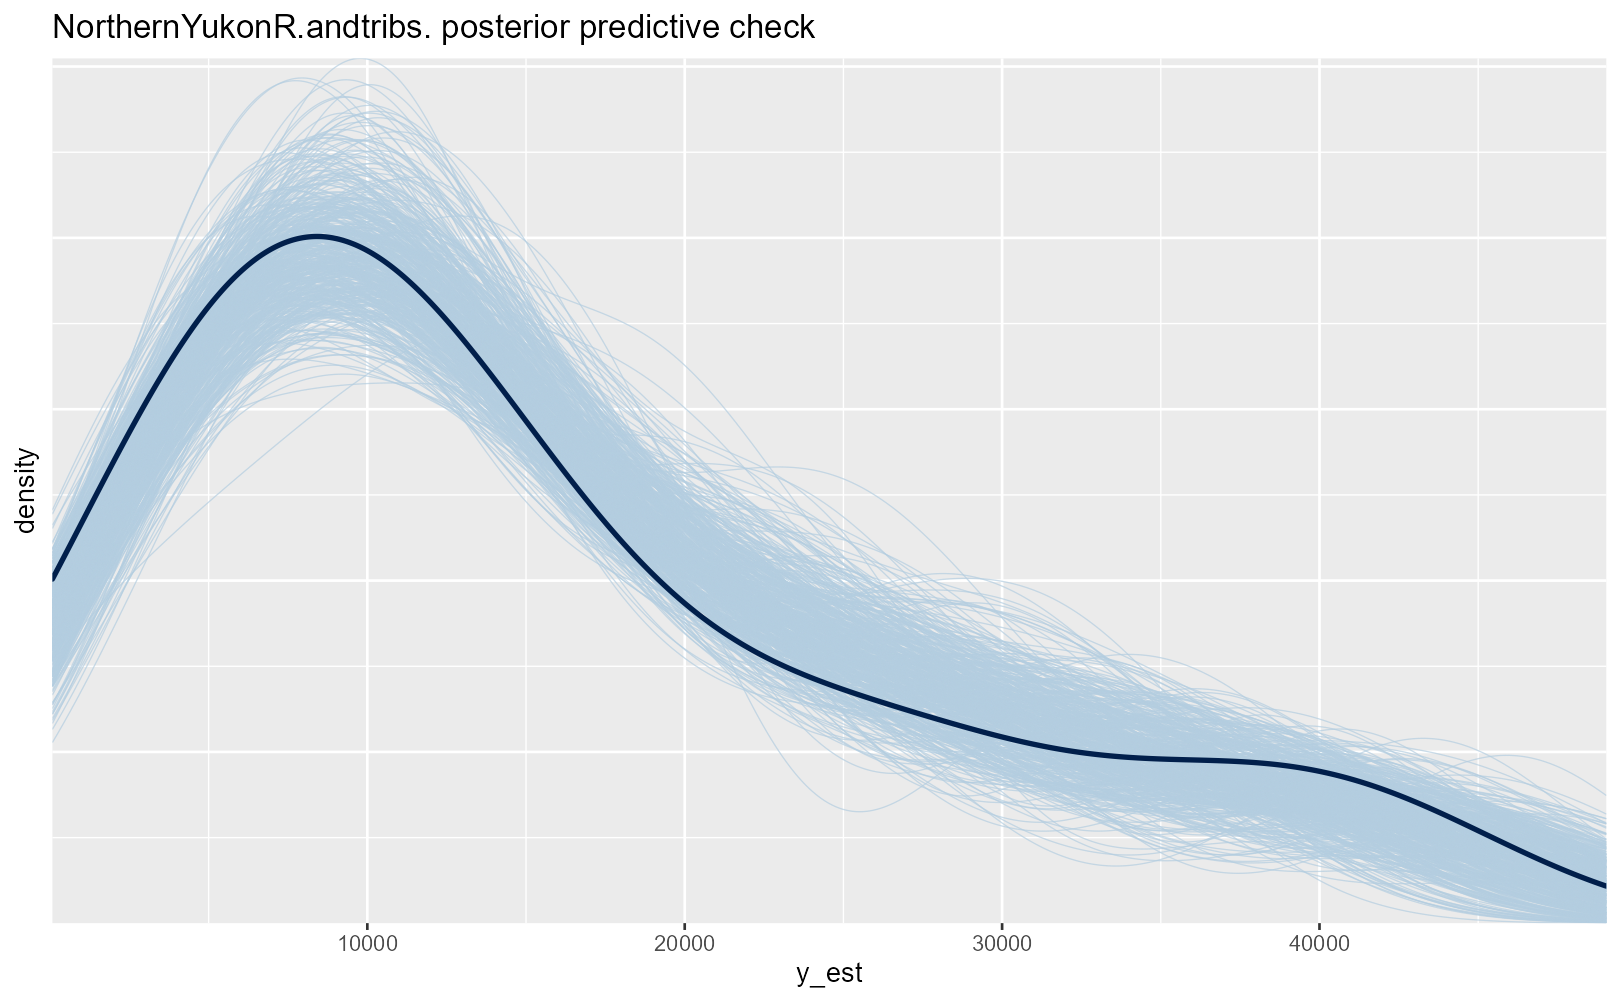 NorthernYukonR.andtribs. posterior predictive check
density
10000
20000
30000
40000
y_est